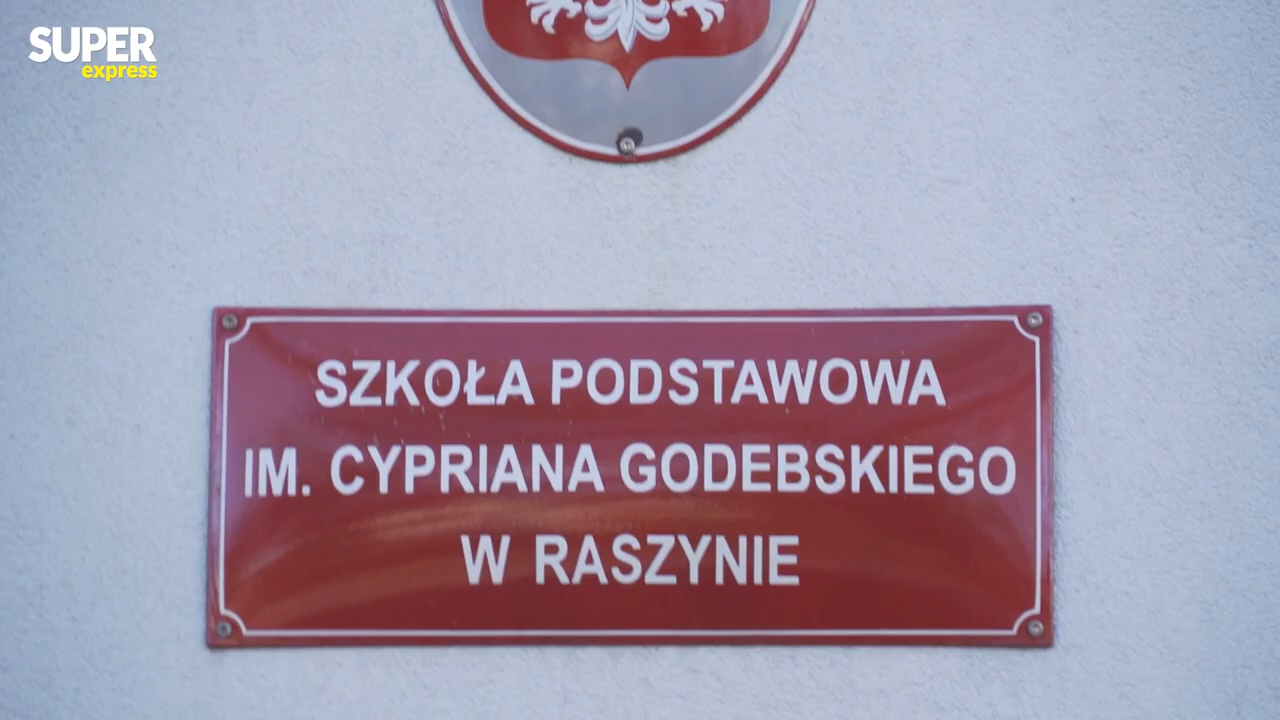 SUPER
express
SZKOŁA PODSTAWOWA
IM. CYPRIANA GODEBSKIEGO
W RASZYNIE